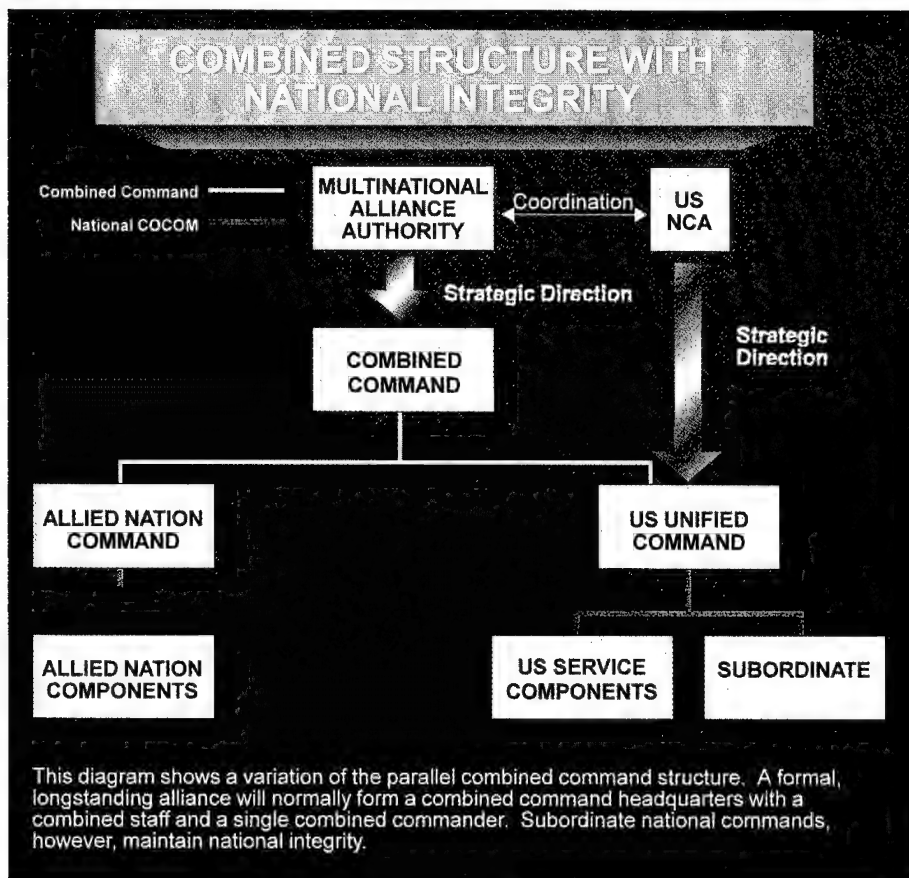 COMBINED STRUCTURE WITH
NATIONAL INTEGRITY
Combined Command
National COCOM
MULTINATIONAL
ALLIANCE
AUTHORITY
Coordination
US
NCA
Strategic Direction
Strategic
Direction
COMBINED
COMMAND
ALLIED NATION
COMMAND
US UNIFIED
COMMAND
ALLIED NATION
COMPONENTS
US SERVICE
COMPONENTS
SUBORDINATE
This diagram shows a variation of the parallel combined command structure. A formal,
longstanding alliance will normally form a combined command headquarters with a
combined staff and a single combined commander. Subordinate national commands,
however, maintain national integrity.